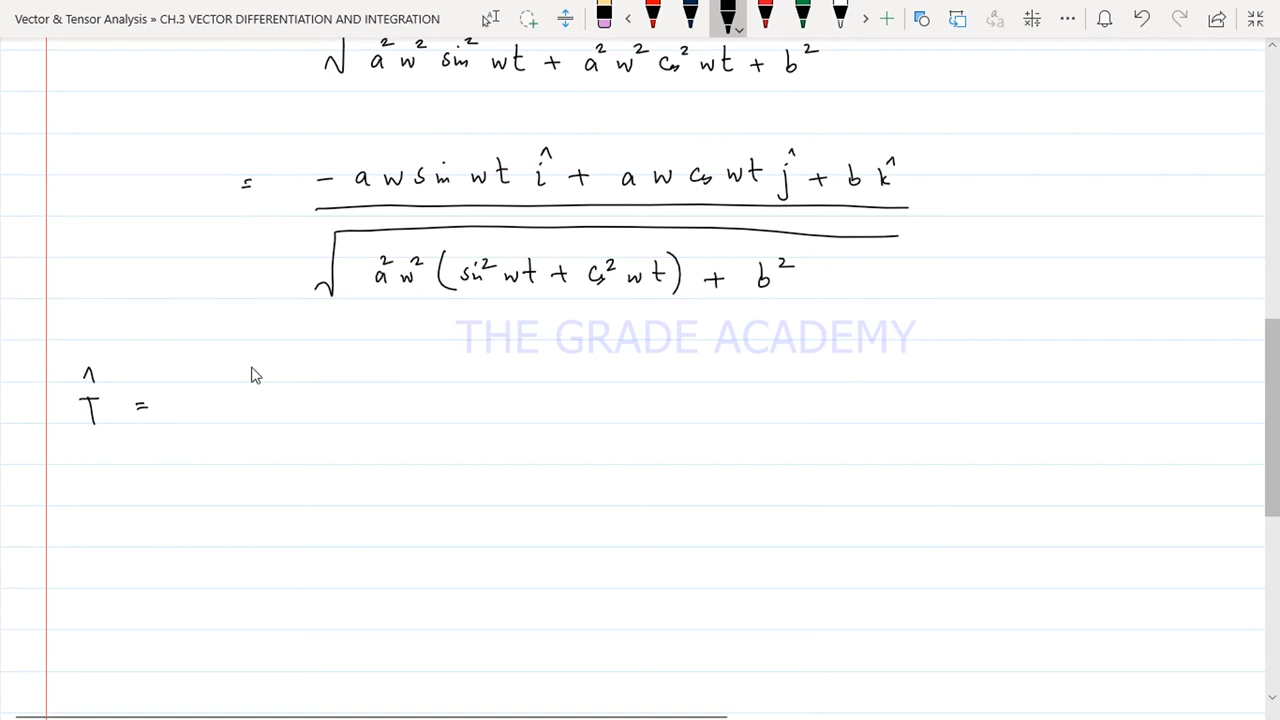 Vector & Tensor Analysis » CH.3 VECTOR DIFFERENTIATION AND INTEGRATION
√ a² w² sin² wt + a² w² cos² wt + b²
= - a w sin wt î + a w cos wt ĵ + b k̂
√ a² w² (sin² wt + cos² wt) + b²
THE GRADE ACADEMY
T̂ =